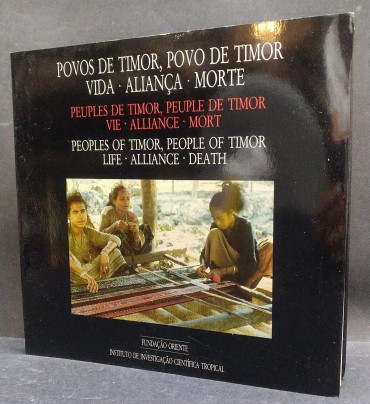 POVOS DE TIMOR, POVO DE TIMOR
VIDA · ALIANÇA · MORTE
PEUPLES DE TIMOR, PEUPLE DE TIMOR
VIE · ALLIANCE · MORT
PEOPLES OF TIMOR, PEOPLE OF TIMOR
LIFE · ALLIANCE · DEATH
FUNDAÇÃO ORIENTE
INSTITUTO DE INVESTIGAÇÃO CIENTÍFICA TROPICAL